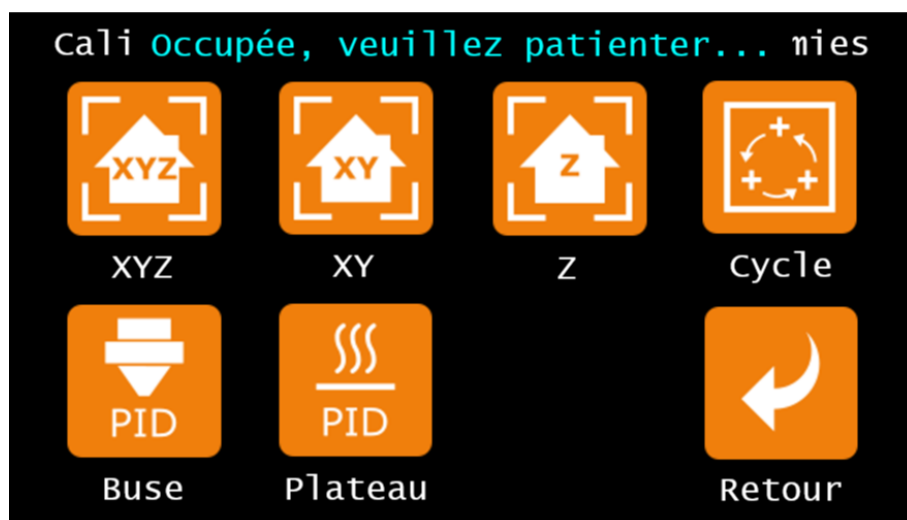 Cali Occupée, veuillez patienter... mies
XYZ XY Z
XYZ XY Z Cycle
PID PID
Buse Plateau Retour